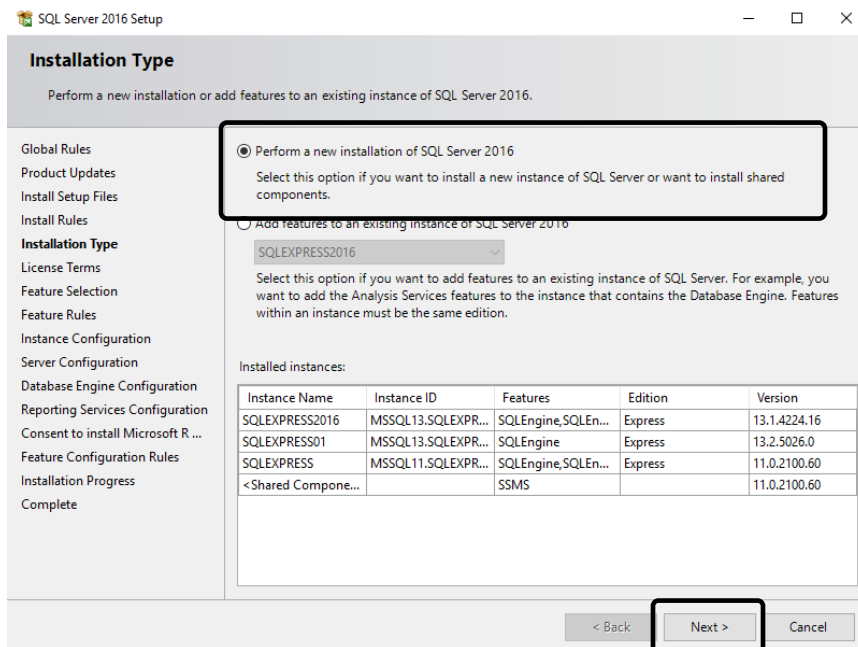 SQL Server 2016 Setup
Installation Type
Perform a new installation or add features to an existing instance of SQL Server 2016.
Global Rules
Product Updates
Install Setup Files
Install Rules
Installation Type
License Terms
Feature Selection
Feature Rules
Instance Configuration
Server Configuration
Database Engine Configuration
Reporting Services Configuration
Consent to install Microsoft R ...
Feature Configuration Rules
Installation Progress
Complete
Perform a new installation of SQL Server 2016
Select this option if you want to install a new instance of SQL Server or want to install shared
components.
Add features to an existing instance of SQL Server 2016
SQLEXPRESS2016
Select this option if you want to add features to an existing instance of SQL Server. For example, you
want to add the Analysis Services features to the instance that contains the Database Engine. Features
within an instance must be the same edition.
Installed instances:
Instance Name Instance ID Features Edition Version
SQLEXPRESS2016 MSSQL13.SQLEXPR... SQLEngine,SQLEn... Express 13.1.4224.16
SQLEXPRESS01 MSSQL13.SQLEXPR... SQLEngine Express 13.2.5026.0
SQLEXPRESS MSSQL11.SQLEXPR... SQLEngine,SQLEn... Express 11.0.2100.60
<Shared Compone... SSMS 11.0.2100.60
< Back Next > Cancel